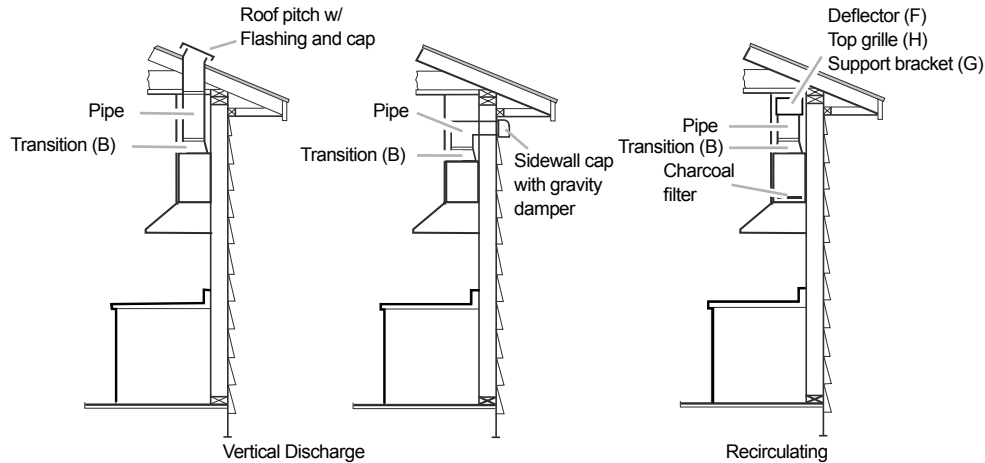 Roof pitch w/
Flashing and cap
Pipe
Transition (B)
Pipe
Transition (B)
Sidewall cap
with gravity
damper
Deflector (F)
Top grille (H)
Support bracket (G)
Pipe
Transition (B)
Charcoal
filter
Vertical Discharge
Recirculating